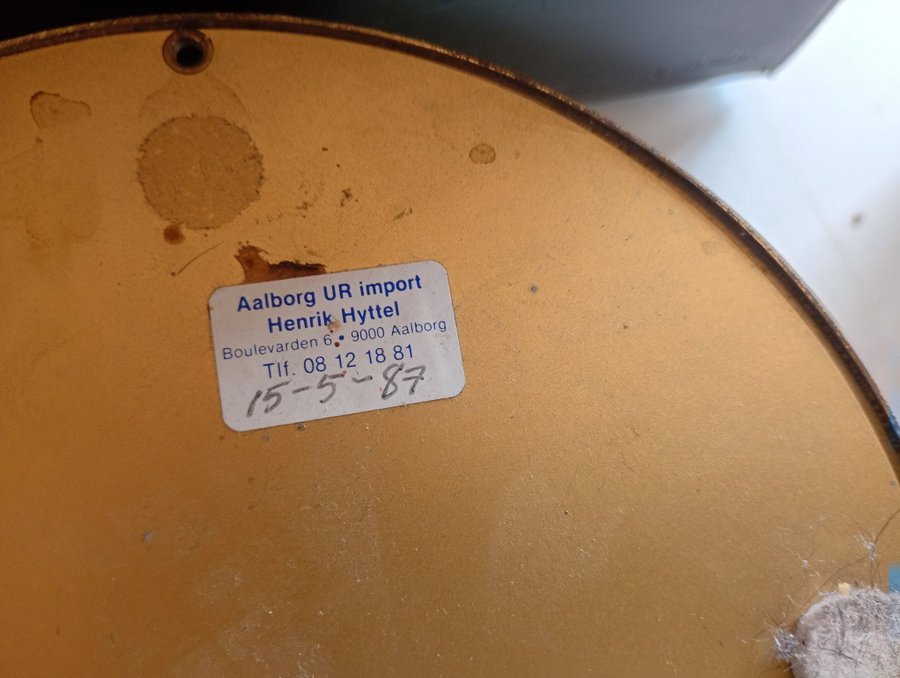 Aalborg UR import
Henrik Hyttel
Boulevarden 6 • 9000 Aalborg
Tlf. 08 12 18 81
15-5-87